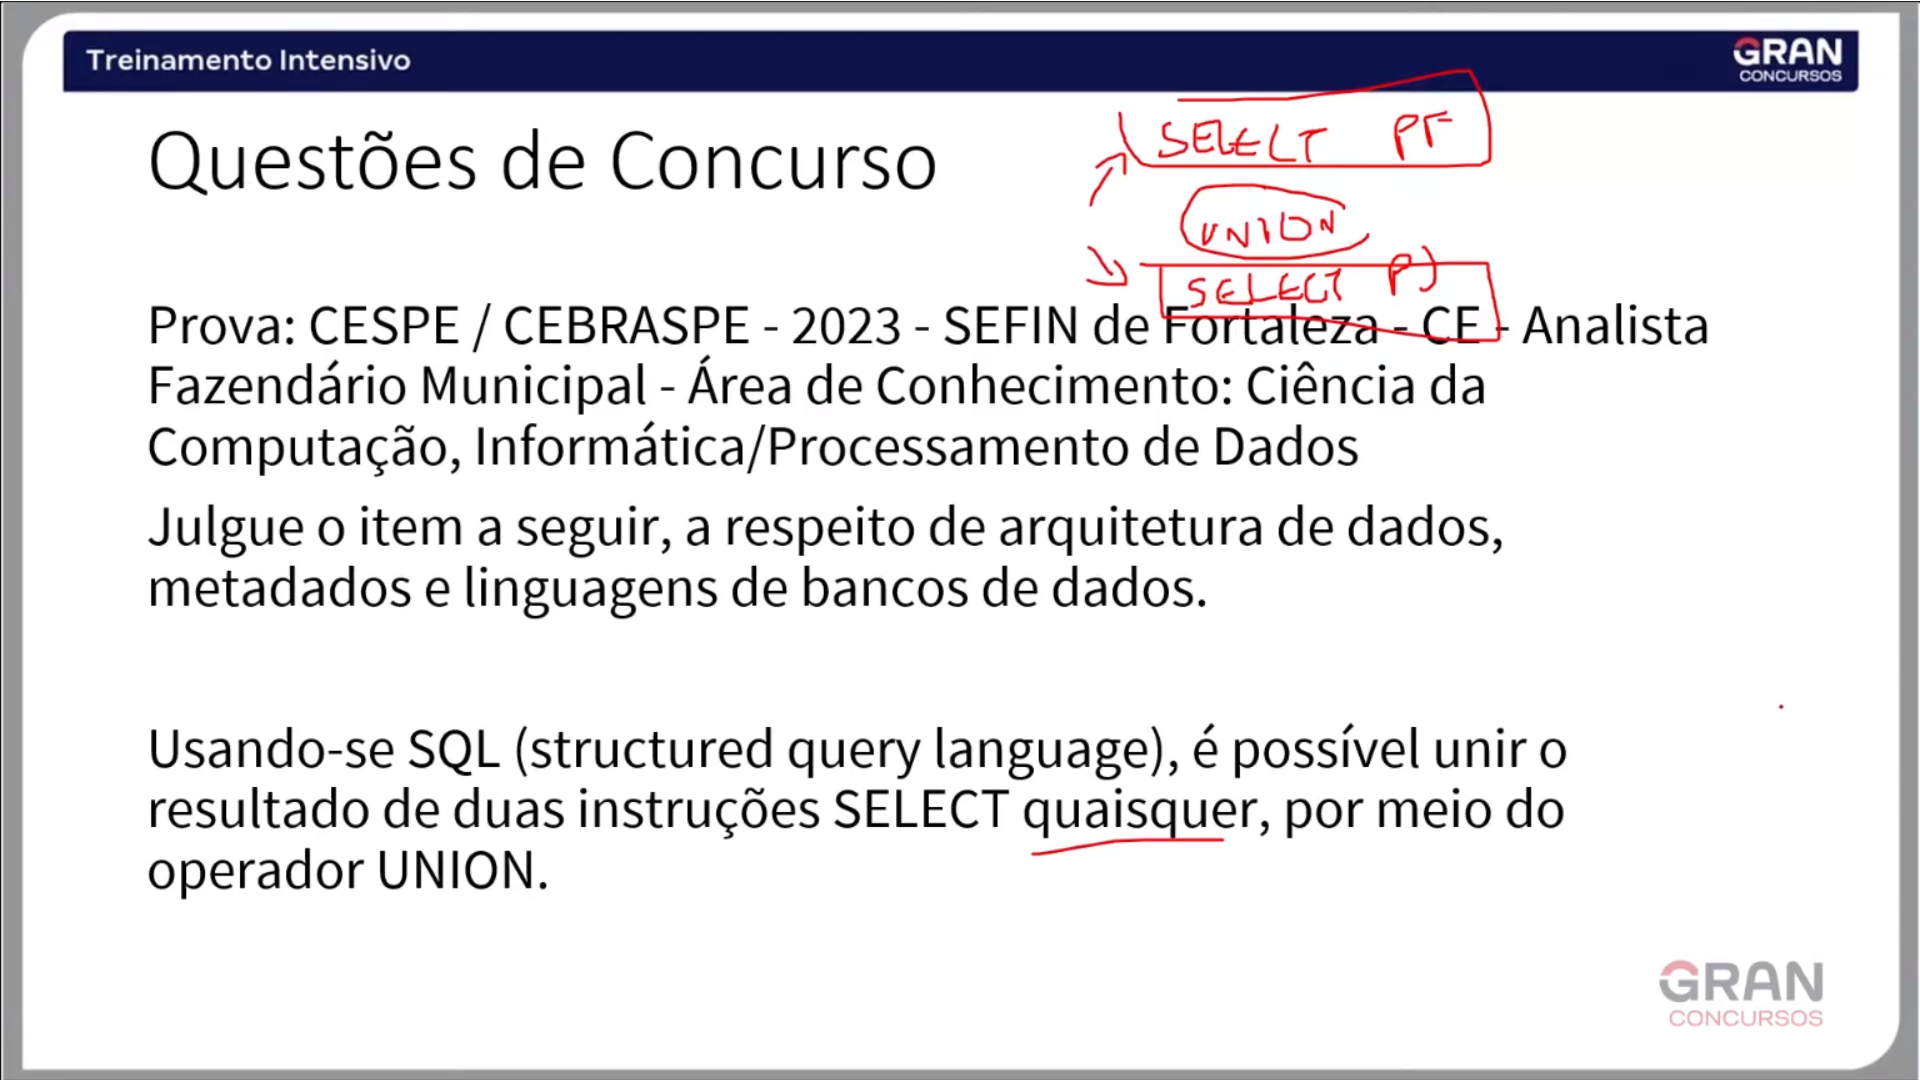 Treinamento Intensivo
GRAN
CONCURSOS
SELECT PF
Questões de Concurso
UNION
SELECT PJ
Prova: CESPE / CEBRASPE - 2023 - SEFIN de Fortaleza - CE - Analista
Fazendário Municipal - Área de Conhecimento: Ciência da
Computação, Informática/Processamento de Dados
Julgue o item a seguir, a respeito de arquitetura de dados,
metadados e linguagens de bancos de dados.
Usando-se SQL (structured query language), é possível unir o
resultado de duas instruções SELECT quaisquer, por meio do
operador UNION.
GRAN
CONCURSOS